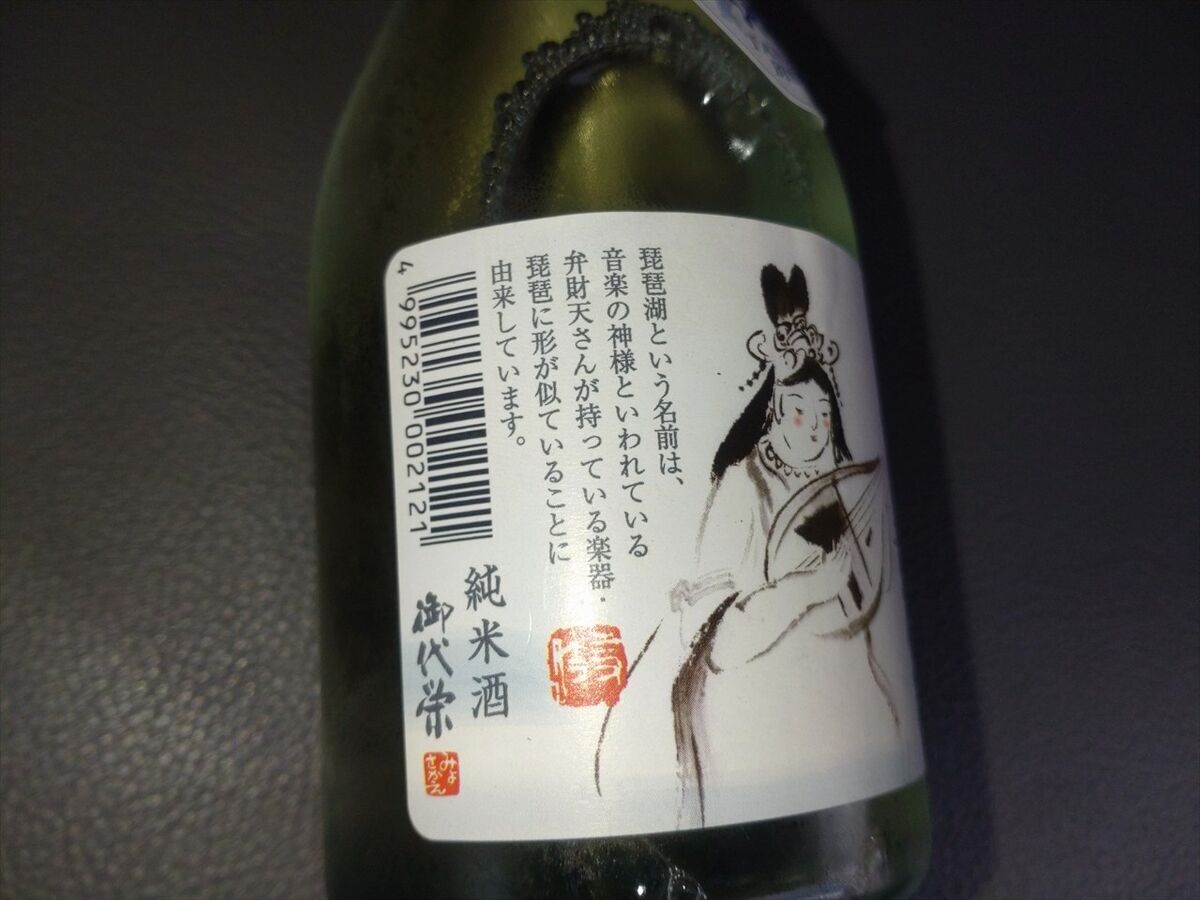 琵琶湖という名前は、
音楽の神様といわれている
弁財天さんが持っている楽器・
琵琶に形が似ていることに
由来しています。
4 995230 002121
純米酒
御代栄
みよ
さかえ